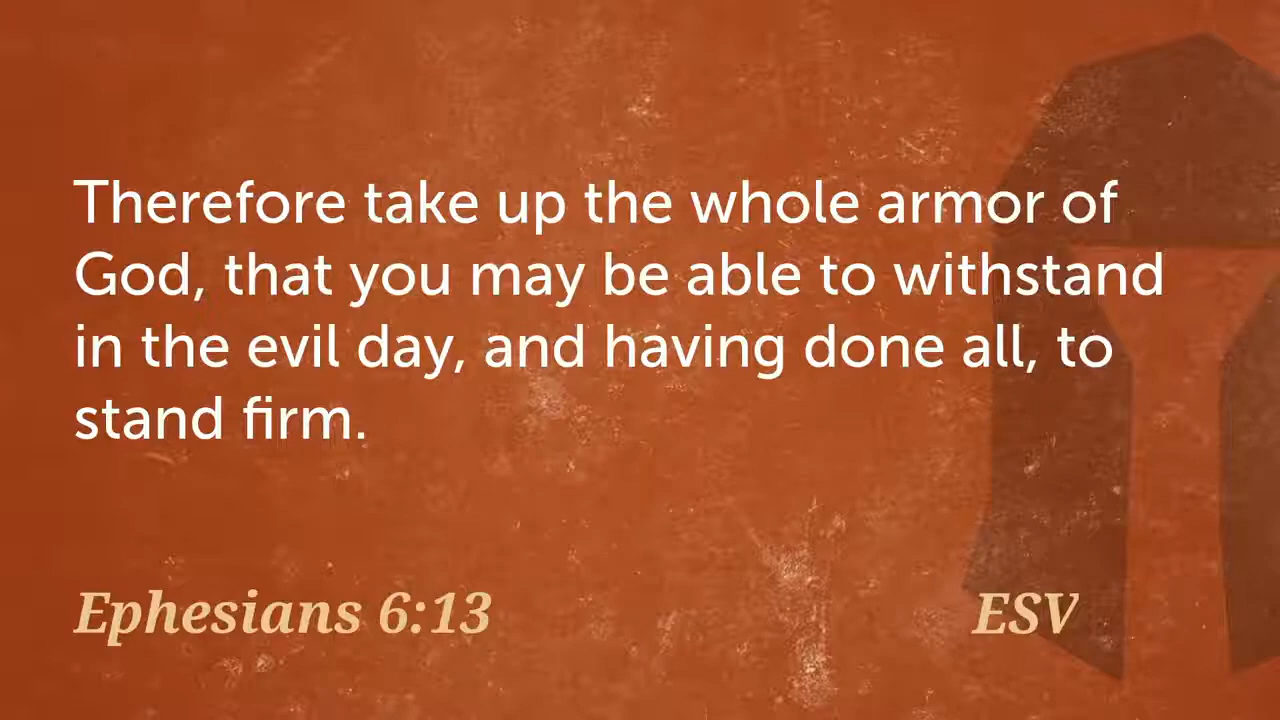 Therefore take up the whole armor of
God, that you may be able to withstand
in the evil day, and having done all, to
stand firm.
Ephesians 6:13 ESV